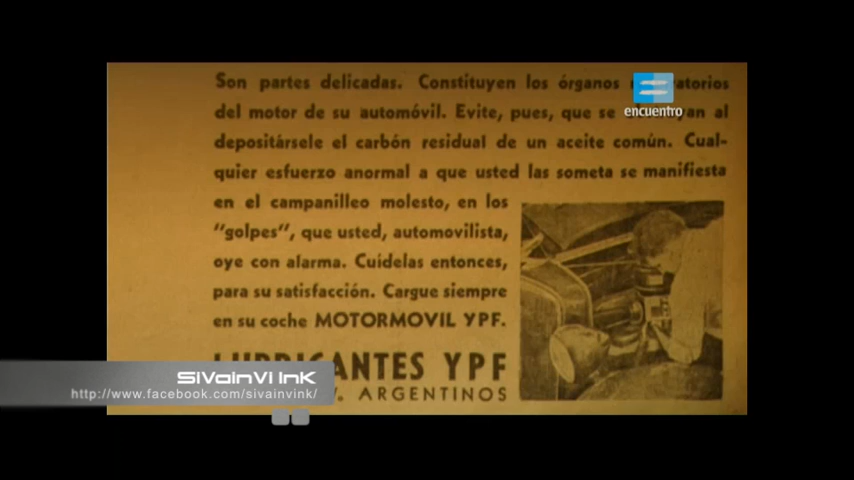 Son partes delicadas. Constituyen los órganos
del motor de su automóvil. Evite, pues, que se
depositársele el carbón residual de un aceite común. Cual-
quier esfuerzo anormal a que usted las someta se manifiesta
en el campanilleo molesto, en los
"golpes", que usted, automovilista,
oye con alarma. Cuídelas entonces,
para su satisfacción. Cargue siempre
en su coche MOTORMOVIL YPF.
LUBRICANTES YPF
ARGENTINOS
encuentro
SiVainVi InK
http://www.facebook.com/sivainvink/